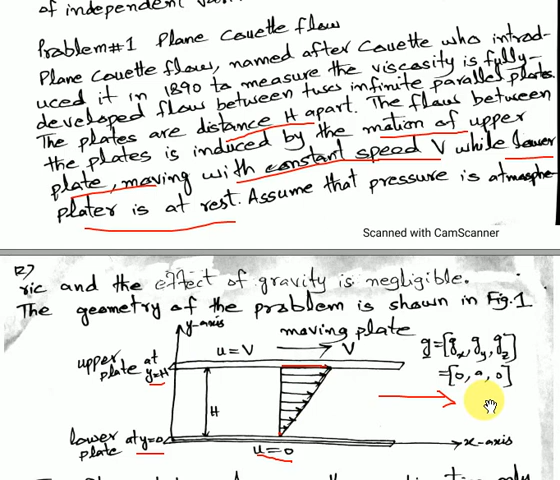 of independent
Problem#1 Plane Couette flow
Plane Couette flow, named after Couette who introd-
uced it in 1890 to measure the viscosity is fully-
developed flow between two infinite parallel plates
The plates are distance H apart. The flow between
the plates is induced by the motion of upper
plate, moving with constant speed V while lower
plate is at rest. Assume that pressure is atmosphe-
Scanned with CamScanner
12)
ric and the effect of gravity is negligible.
The geometry of the problem is shown in Fig.1
y-axis
moving plate
u=V
V
g=[gx,gy,gz]
=[0,0,0]
upper
plate at
y=H
H
lower
plate at y=0
u=0
x-axis